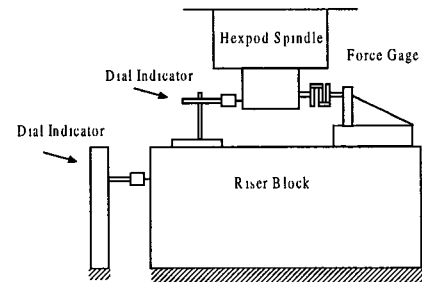 Hexpod Spindle
Force Gage
Dial Indicator
Dial Indicator
Riser Block